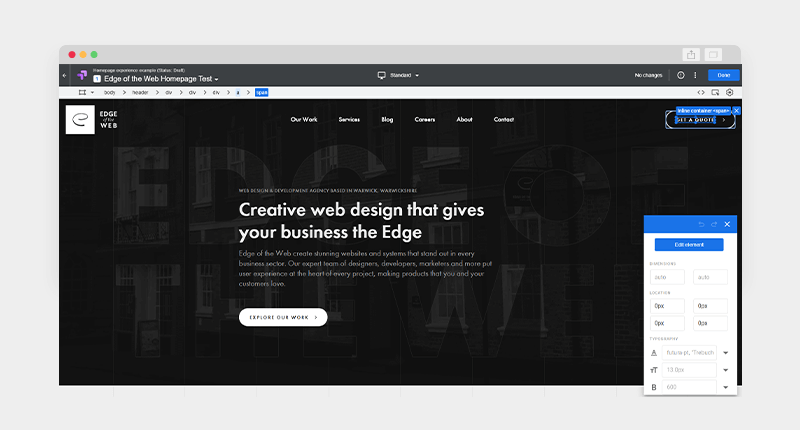 Homepage experience example (Status: Draft)
Edge of the Web Homepage Test
Standard
No changes
Done
body > header > div > div > div > a > span
inline container <span>
EDGE
of the
WEB
Our Work
Services
Blog
Careers
About
Contact
GET A QUOTE
EDGE OF
THE WEB
WEB DESIGN & DEVELOPMENT AGENCY BASED IN WARWICK, WARWICKSHIRE
Creative web design that gives
your business the Edge
Edge of the Web create stunning websites and systems that stand out in every
business sector. Our expert team of designers, developers, marketers and more put
user experience at the heart of every project, making products that you and your
customers love.
EXPLORE OUR WORK >
Edit element
DIMENSIONS
auto auto
LOCATION
0px 0px
0px 0px
TYPOGRAPHY
A futura-pt, 'Trebuch
TT 13.8px
B 600